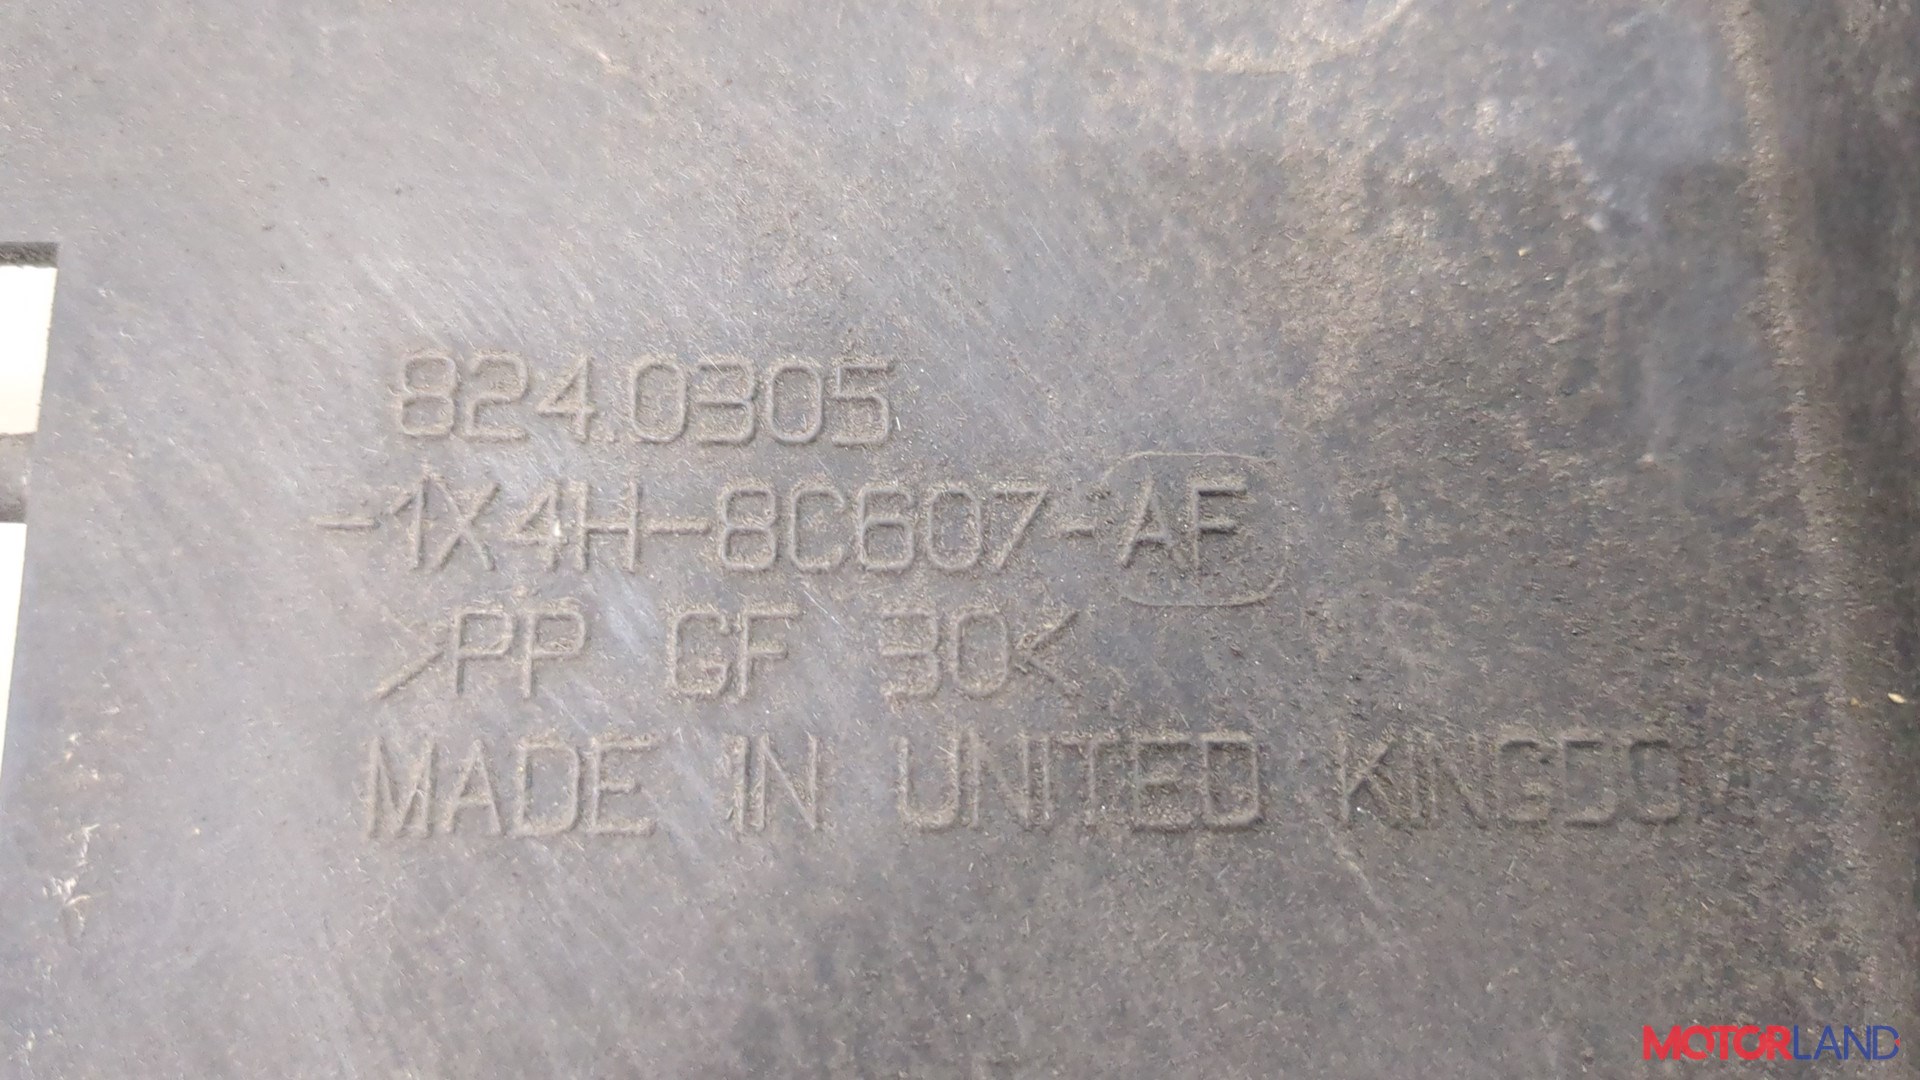 824.0305
-1X4H-8C607-AF
>PP GF 30<
MADE IN UNITED KINGDOM
MOTORLAND